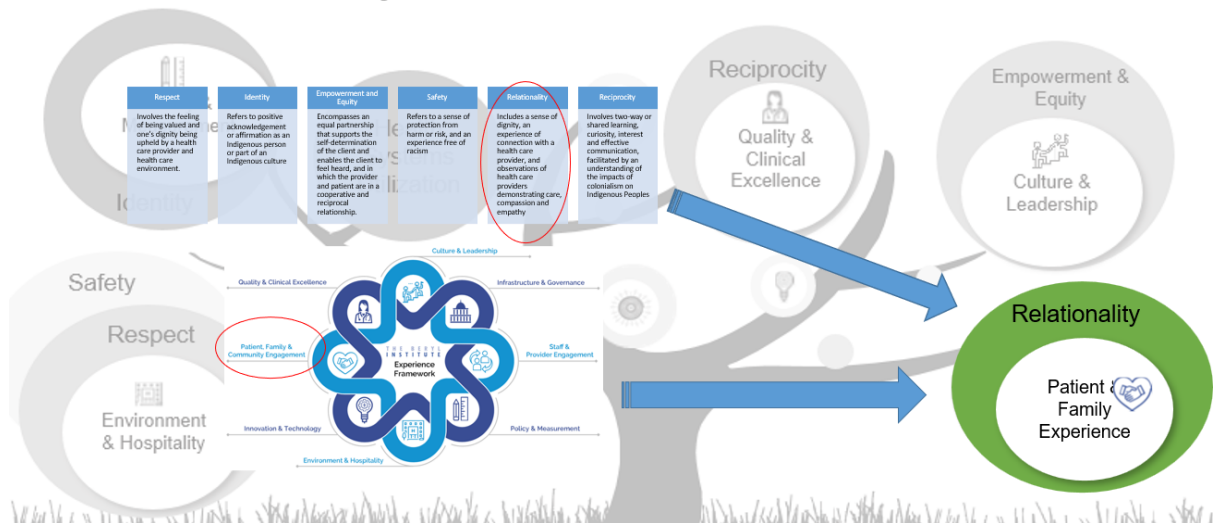 Reciprocity
Quality &
Clinical
Excellence
Empowerment &
Equity
Culture &
Leadership
Respect
Involves the feeling
of being valued and
one's dignity being
upheld by a health
care provider and
health care
environment.
Identity
Refers to positive
acknowledgement
or affirmation as an
Indigenous person
or part of an
Indigenous culture
Empowerment and
Equity
Encompasses an
equal partnership
that supports the
self-determination
of the client and
enables the client to
feel heard, and in
which the provider
and patient are in a
cooperative and
reciprocal
relationship.
Safety
Refers to a sense of
protection from
harm or risk, and an
experience free of
racism
Relationality
Includes a sense of
dignity, an
experience of
connection with a
health care
provider, and
observations of
health care
providers
demonstrating care,
compassion and
empathy
Reciprocity
Involves two-way or
shared learning,
curiosity, interest
and effective
communication,
facilitated by an
understanding of
the impacts of
colonialism on
Indigenous Peoples
Identity
Safety
Respect
Environment
& Hospitality
Culture & Leadership
Quality & Clinical Excellence
Infrastructure & Governance
Patient, Family &
Community Engagement
THE BERYL
INSTITUTE
Experience
Framework
Staff &
Provider Engagement
Innovation & Technology
Policy & Measurement
Environment & Hospitality
Relationality
Patient &
Family
Experience